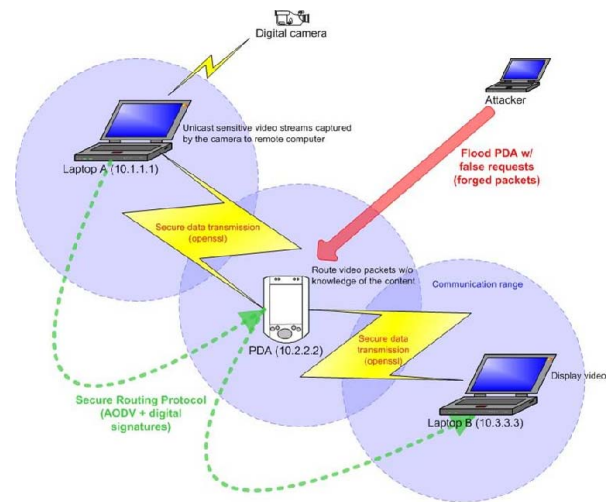 Digital camera
Attacker
Unicast sensitive video streams captured
by the camera to remote computer
Laptop A (10.1.1.1)
Flood PDA w/
false requests
(forged packets)
Secure data transmission
(openssl)
Route video packets w/o
knowledge of the content
Communication range
PDA (10.2.2.2)
Secure data
transmission
(openssl)
Display video
Secure Routing Protocol
(AODV + digital
signatures)
Laptop B (10.3.3.3)